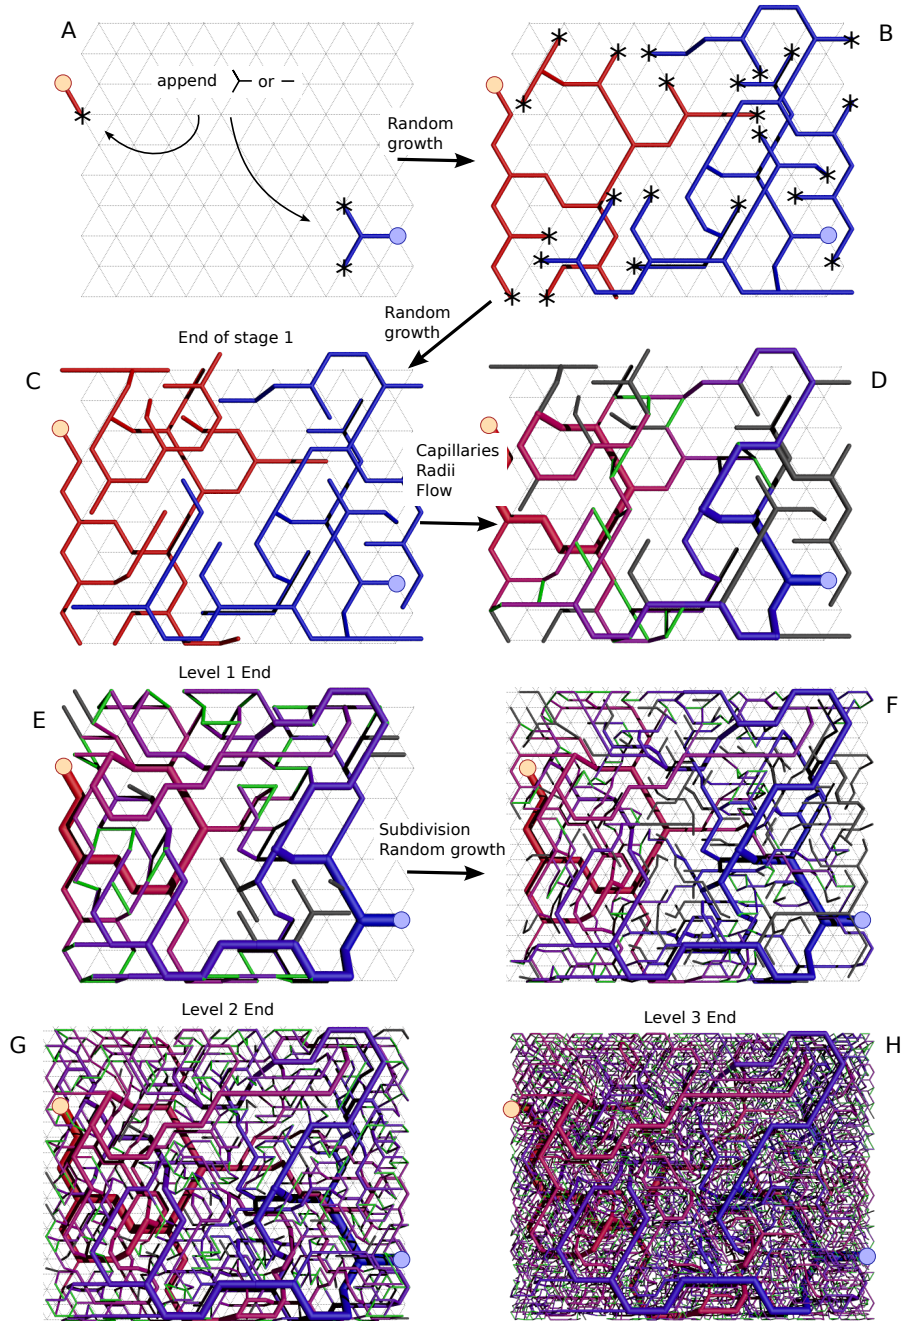 A
append
or
B
Random
growth
Random
growth
End of stage 1
C
D
Capillaries
Radii
Flow
Level 1 End
E
F
Subdivision
Random growth
Level 2 End
Level 3 End
G
H